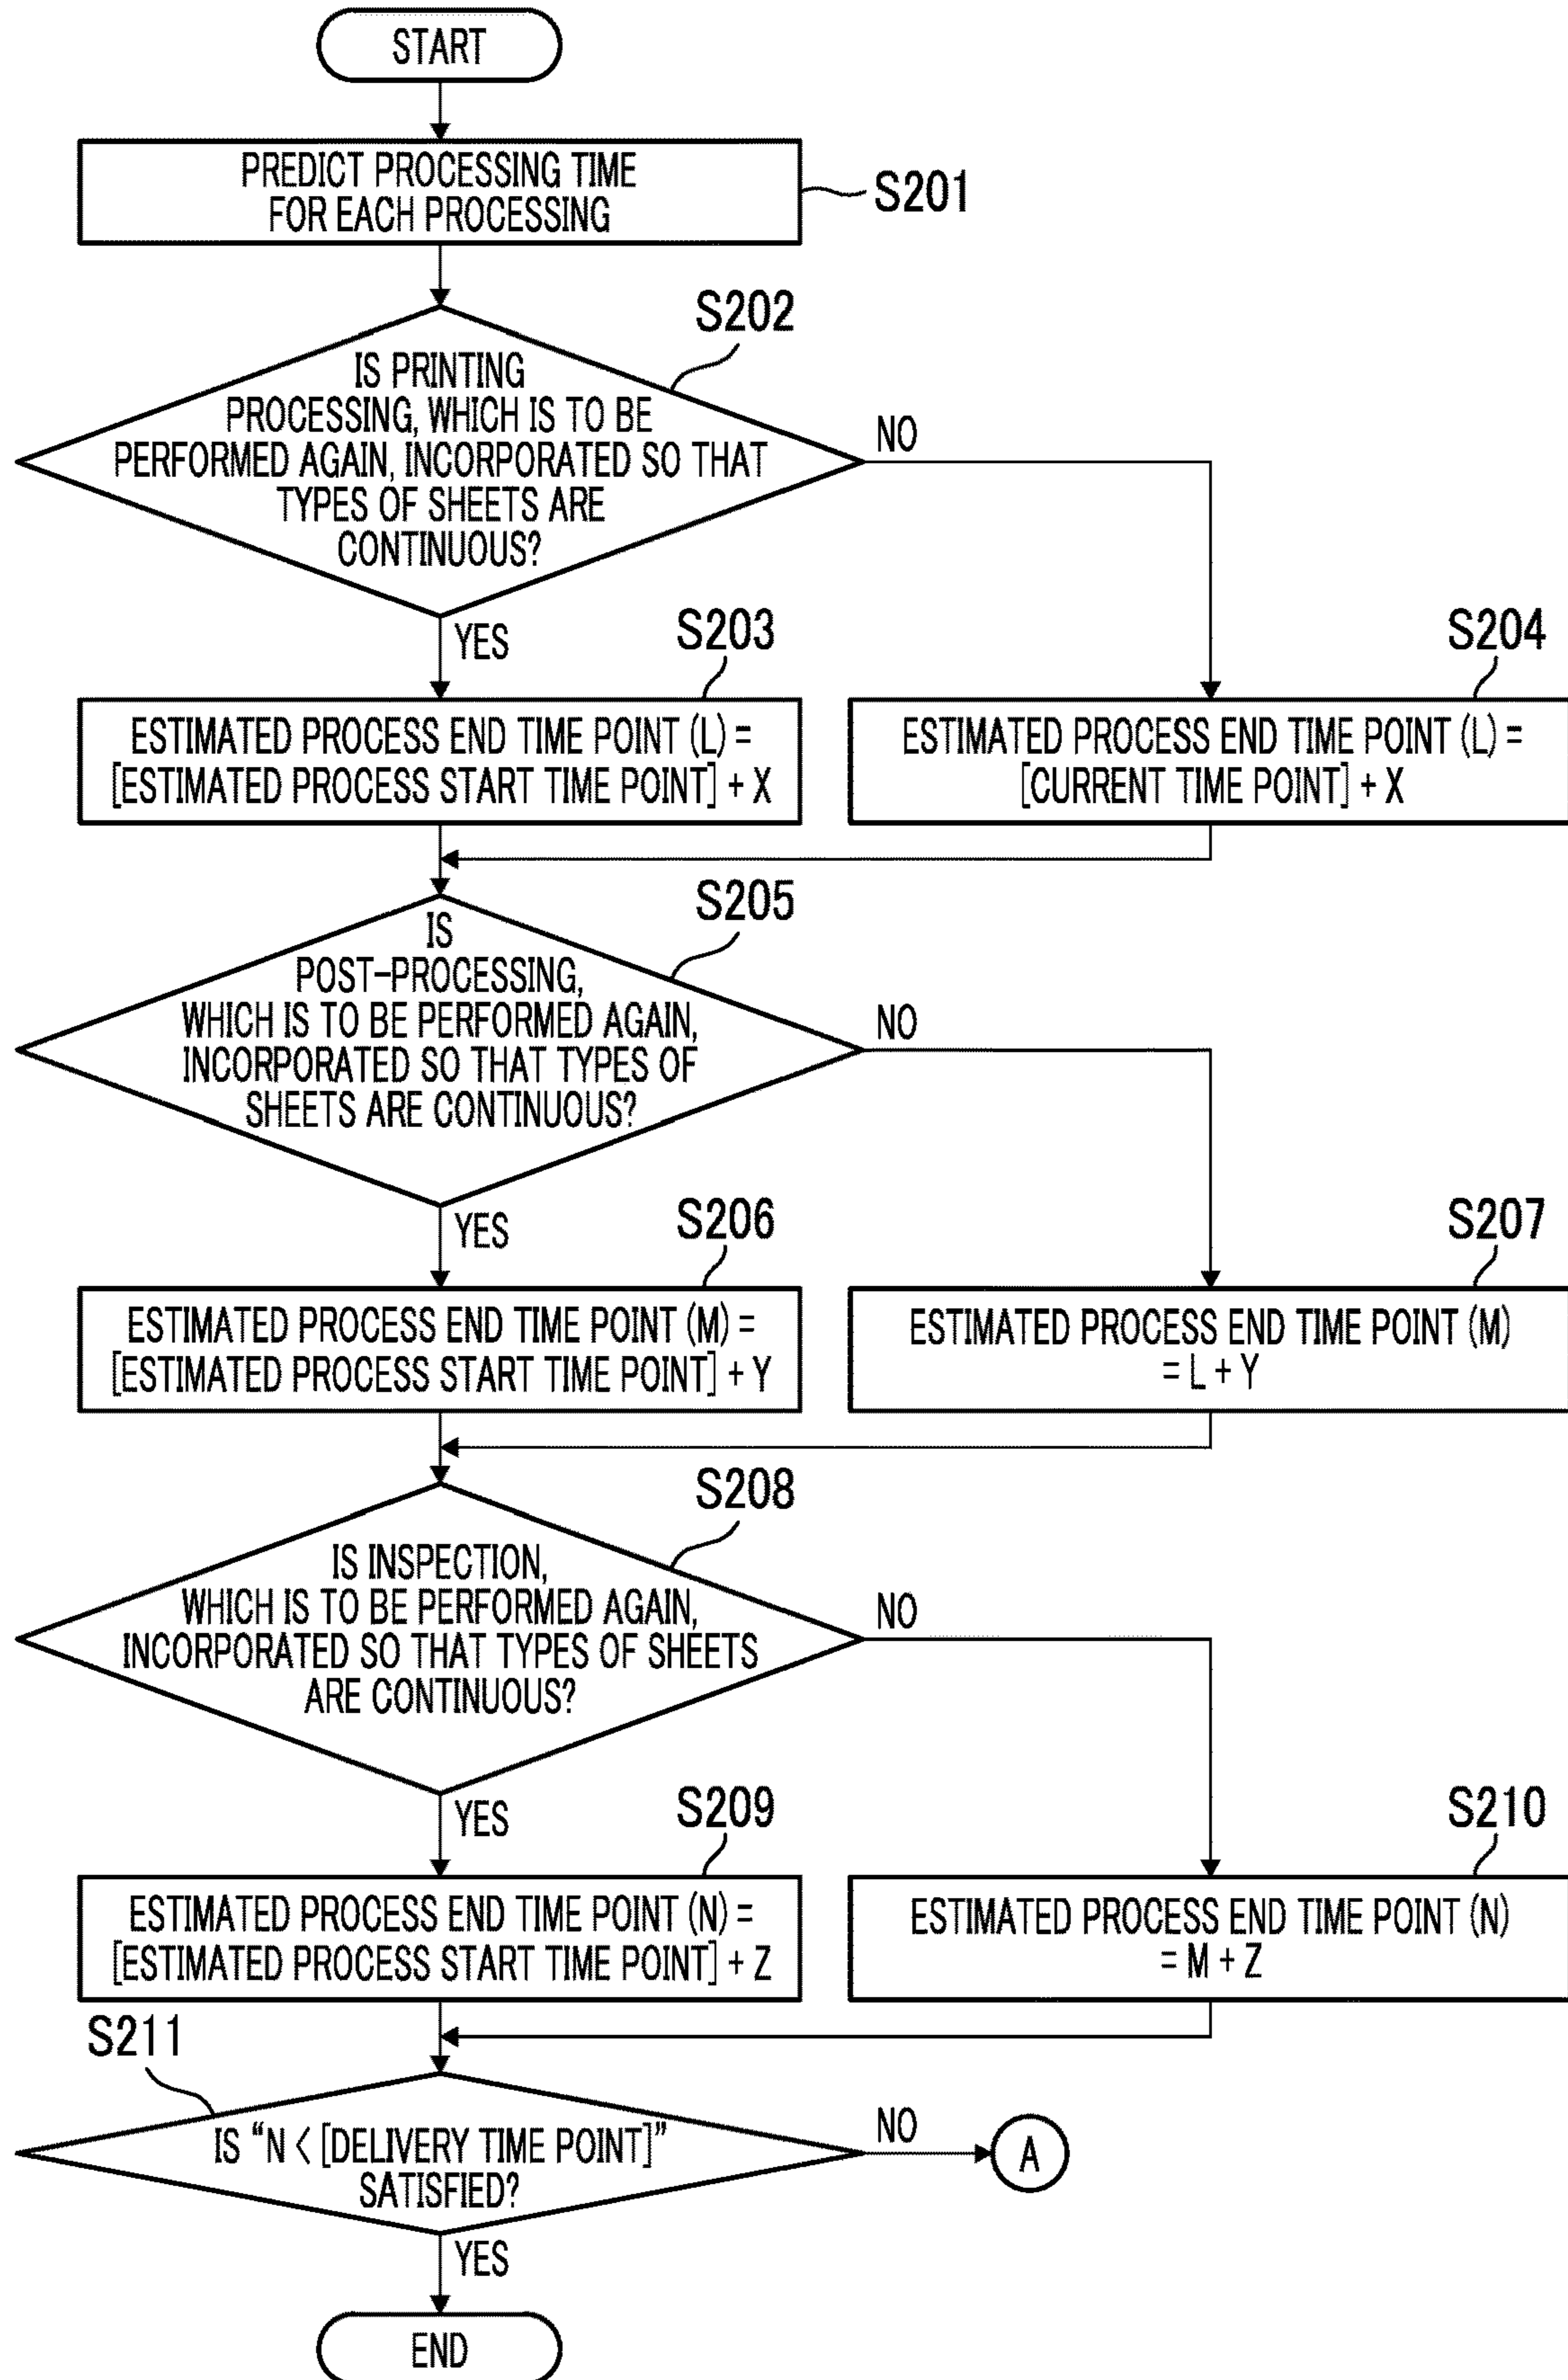 START
PREDICT PROCESSING TIME
FOR EACH PROCESSING
S201
S202
IS PRINTING
PROCESSING, WHICH IS TO BE
PERFORMED AGAIN, INCORPORATED SO THAT
TYPES OF SHEETS ARE
CONTINUOUS?
NO
YES
S203
ESTIMATED PROCESS END TIME POINT (L) =
[ESTIMATED PROCESS START TIME POINT] + X
S204
ESTIMATED PROCESS END TIME POINT (L) =
[CURRENT TIME POINT] + X
S205
IS
POST-PROCESSING,
WHICH IS TO BE PERFORMED AGAIN,
INCORPORATED SO THAT TYPES OF
SHEETS ARE CONTINUOUS?
NO
YES
S206
ESTIMATED PROCESS END TIME POINT (M) =
[ESTIMATED PROCESS START TIME POINT] + Y
S207
ESTIMATED PROCESS END TIME POINT (M)
= L + Y
S208
IS INSPECTION,
WHICH IS TO BE PERFORMED AGAIN,
INCORPORATED SO THAT TYPES OF SHEETS
ARE CONTINUOUS?
NO
YES
S209
ESTIMATED PROCESS END TIME POINT (N) =
[ESTIMATED PROCESS START TIME POINT] + Z
S210
ESTIMATED PROCESS END TIME POINT (N)
= M + Z
S211
IS “N < [DELIVERY TIME POINT]”
SATISFIED?
NO
A
YES
END